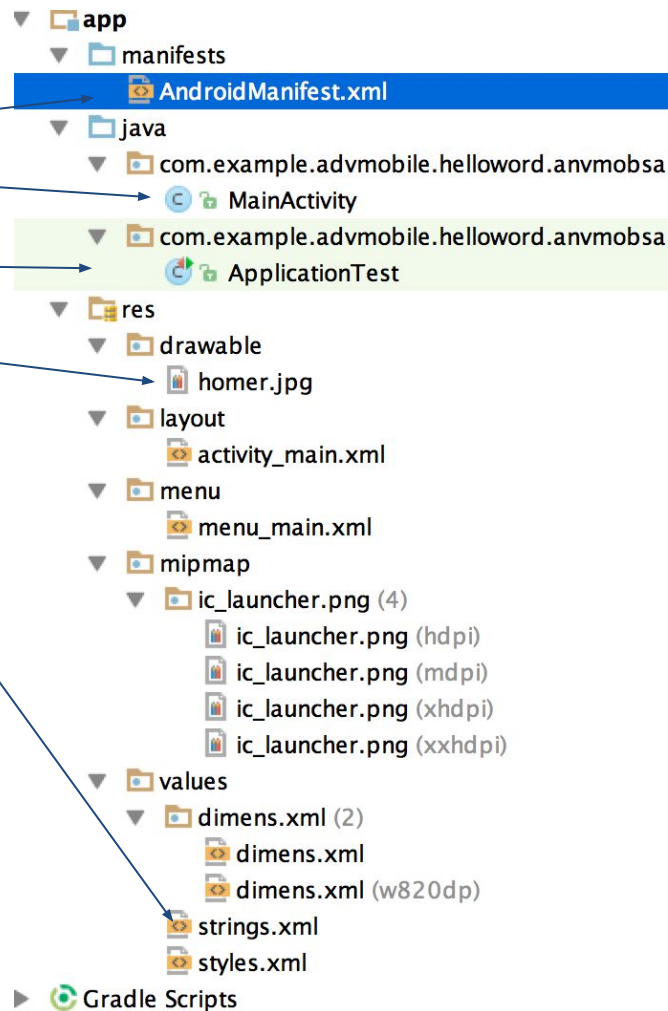 app
manifests
AndroidManifest.xml
java
com.example.advmobile.helloword.anvmobsa
MainActivity
com.example.advmobile.helloword.anvmobsa
ApplicationTest
res
drawable
homer.jpg
layout
activity_main.xml
menu
menu_main.xml
mipmap
ic_launcher.png (4)
ic_launcher.png (hdpi)
ic_launcher.png (mdpi)
ic_launcher.png (xhdpi)
ic_launcher.png (xxhdpi)
values
dimens.xml (2)
dimens.xml
dimens.xml (w820dp)
strings.xml
styles.xml
Gradle Scripts